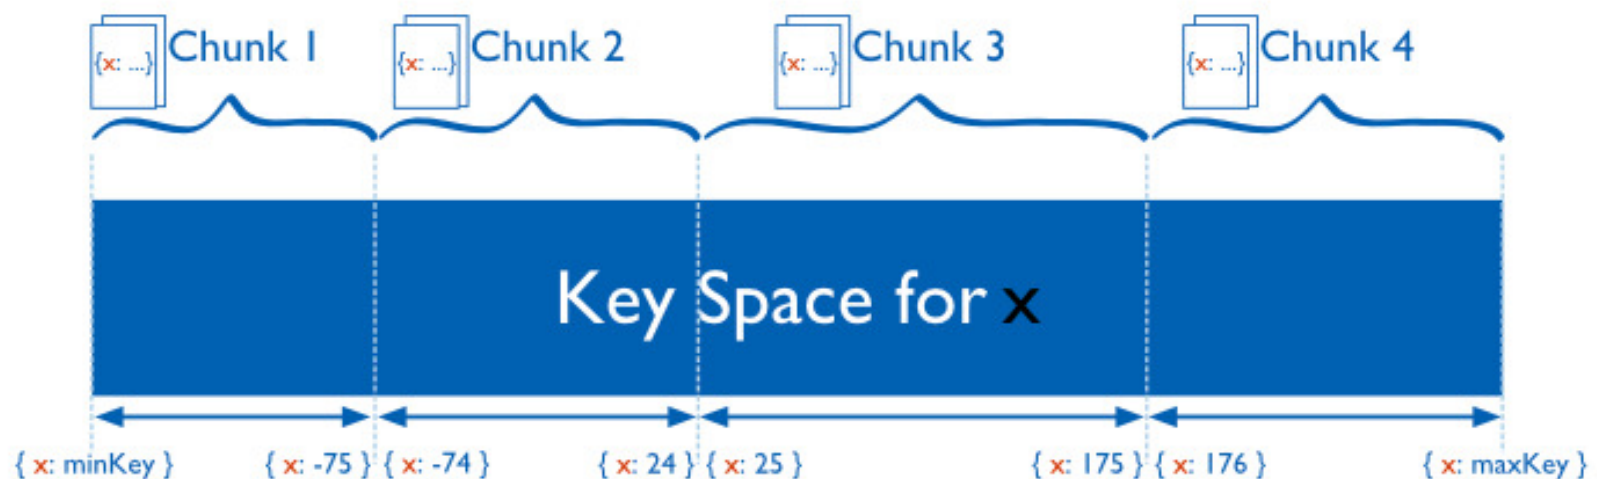 {x: ...} Chunk 1 {x: ...} Chunk 2 {x: ...} Chunk 3 {x: ...} Chunk 4
Key Space for x
{ x: minKey } { x: -75 } { x: -74 } { x: 24 } { x: 25 } { x: 175 } { x: 176 } { x: maxKey }